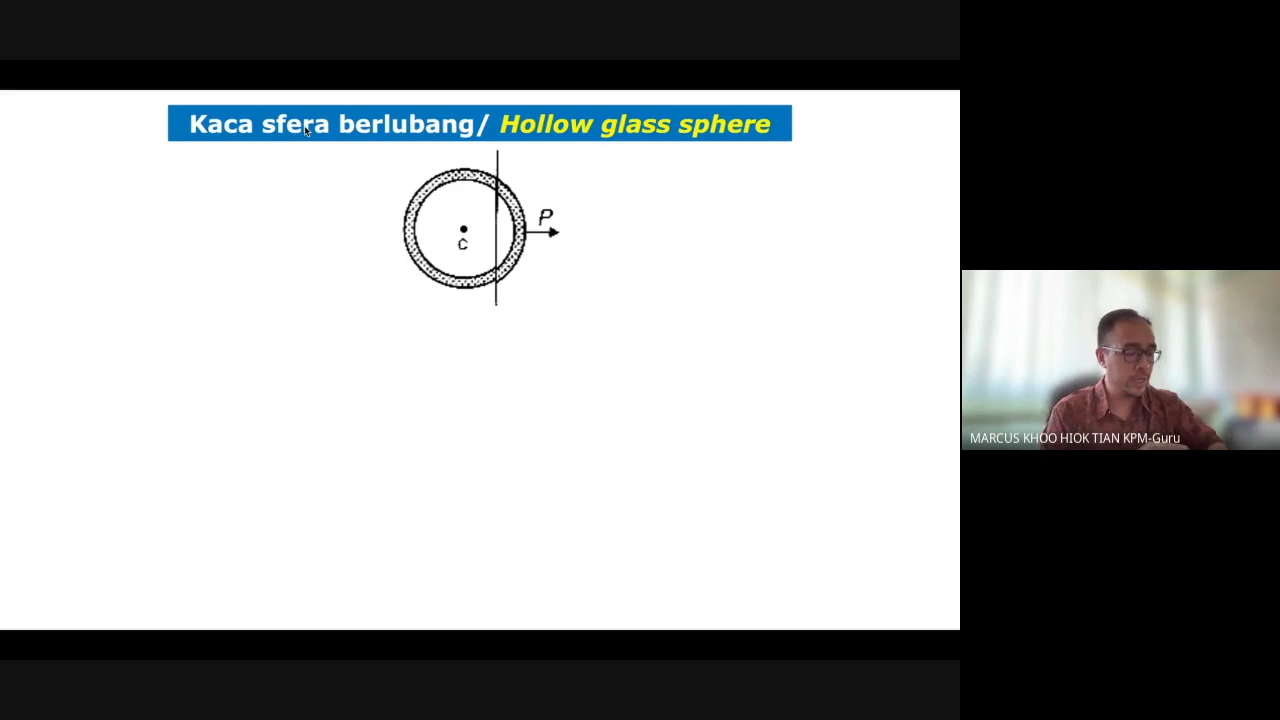 Kaca sfera berlubang/ Hollow glass sphere
P
C
MARCUS KHOO HIOK TIAN KPM-Guru